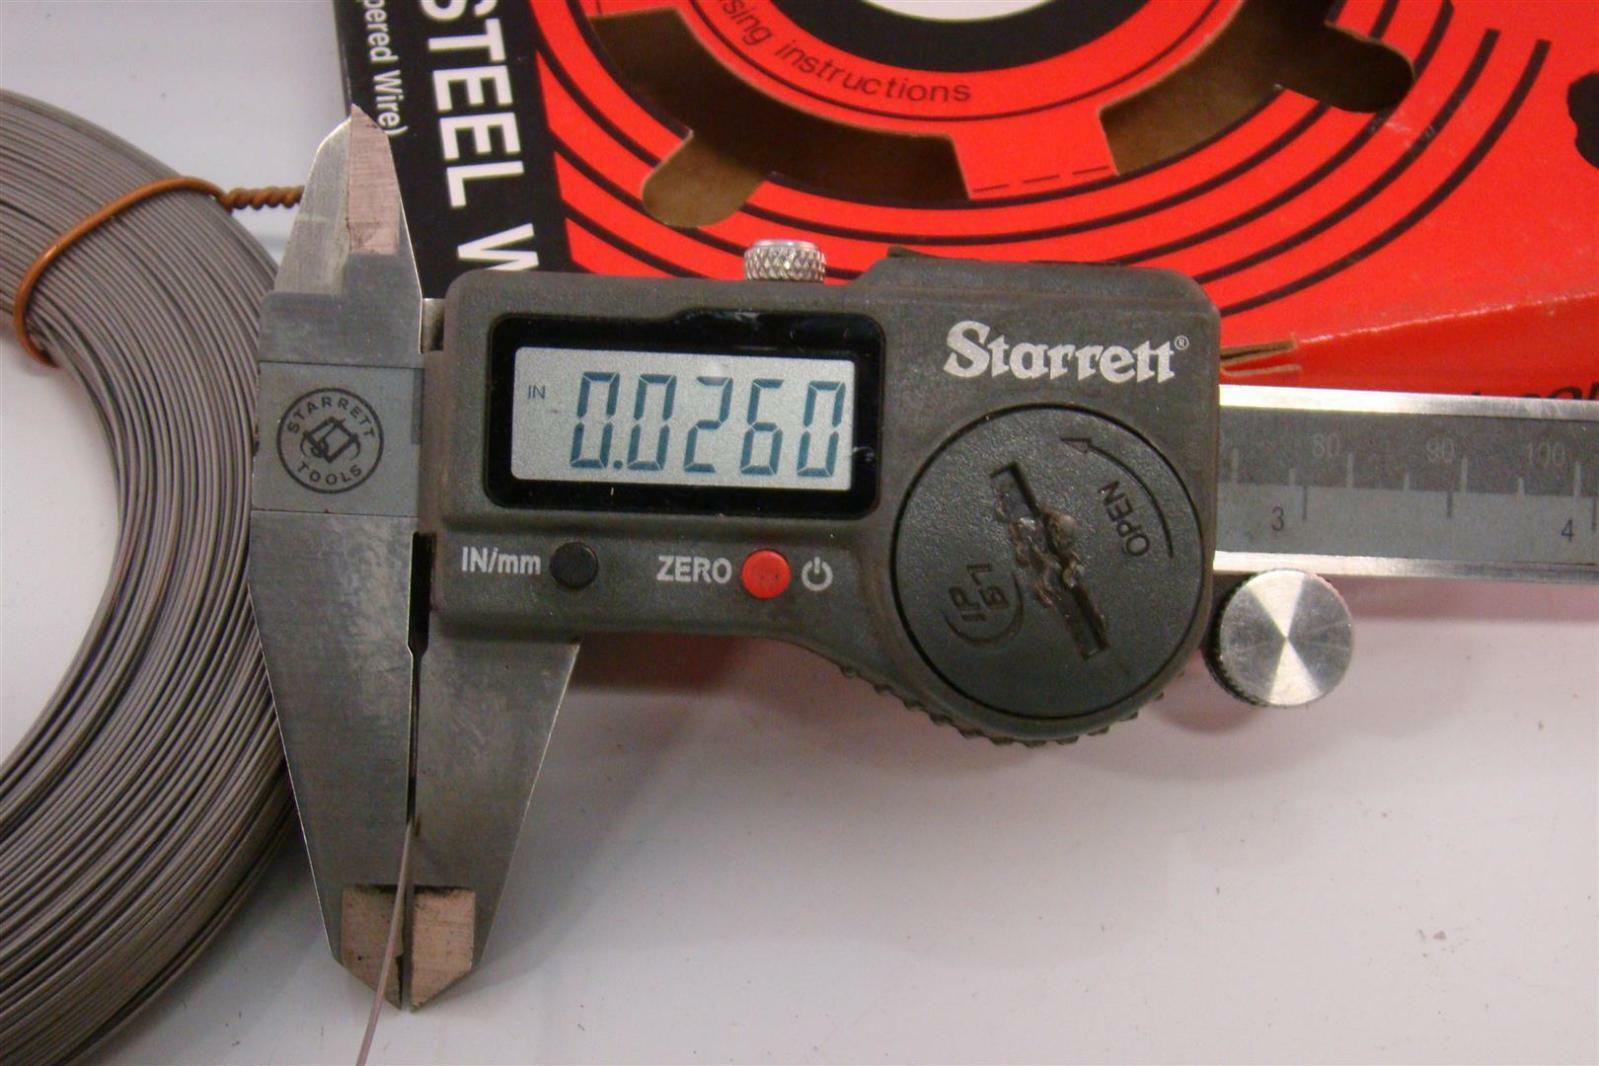 STEEL W
pered Wire)
sing instructions
Starrett®
IN
0.0260
STARRETT
TOOLS
IN/mm
ZERO
OPEN
IP
80
90
100
3
4